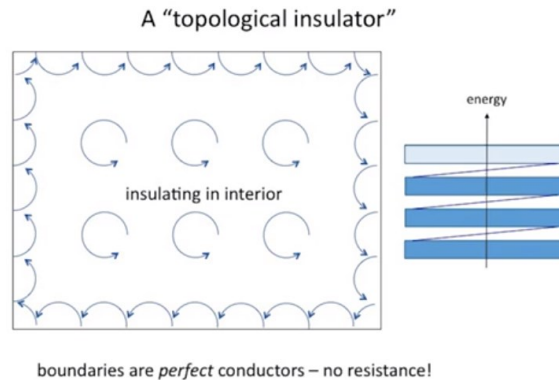 A “topological insulator”
energy
insulating in interior
boundaries are perfect conductors – no resistance!